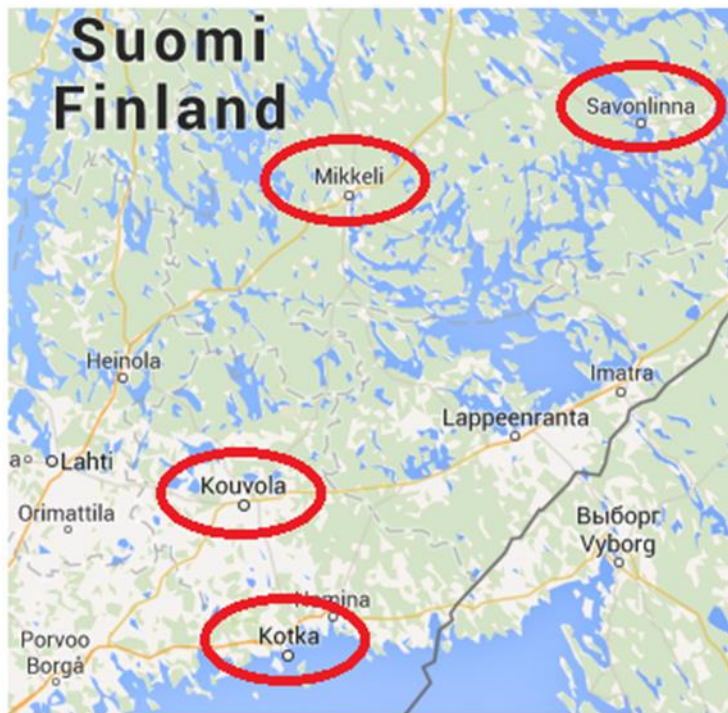 Suomi
Finland
Savonlinna
Mikkeli
Heinola
Imatra
Lappeenranta
a
Lahti
Kouvola
Orimattila
Выборг
Vyborg
Hamina
Kotka
Porvoo
Borgå